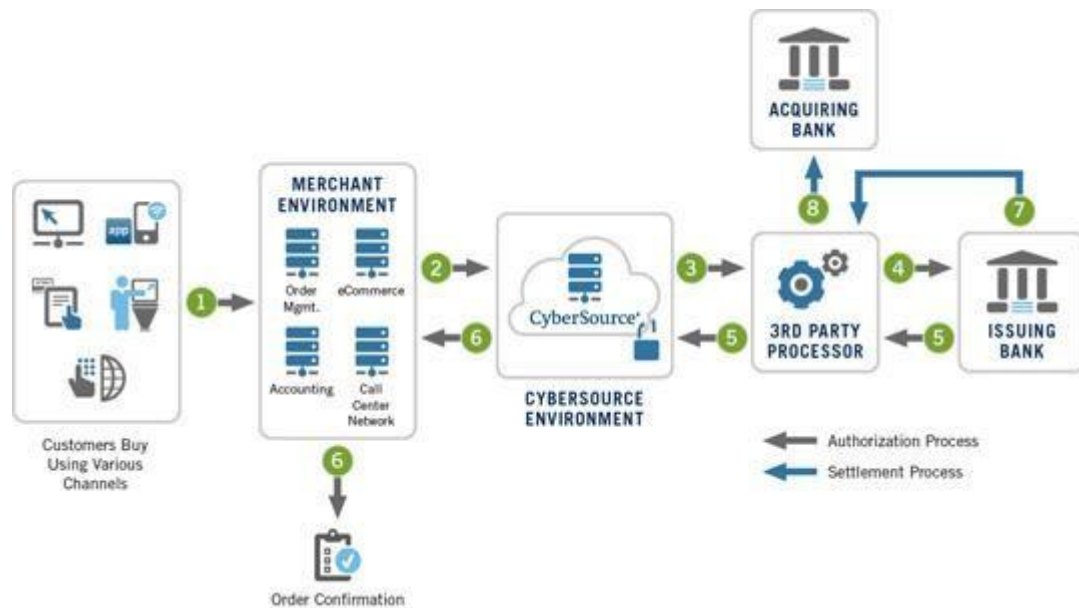 ACQUIRING
BANK
MERCHANT
ENVIRONMENT
app
Order
Mgmt.
eCommerce
Accounting
Call
Center
Network
1
2
3
4
5
5
6
6
7
8
CyberSource
CYBERSOURCE
ENVIRONMENT
3RD PARTY
PROCESSOR
ISSUING
BANK
Customers Buy
Using Various
Channels
Authorization Process
Settlement Process
Order Confirmation